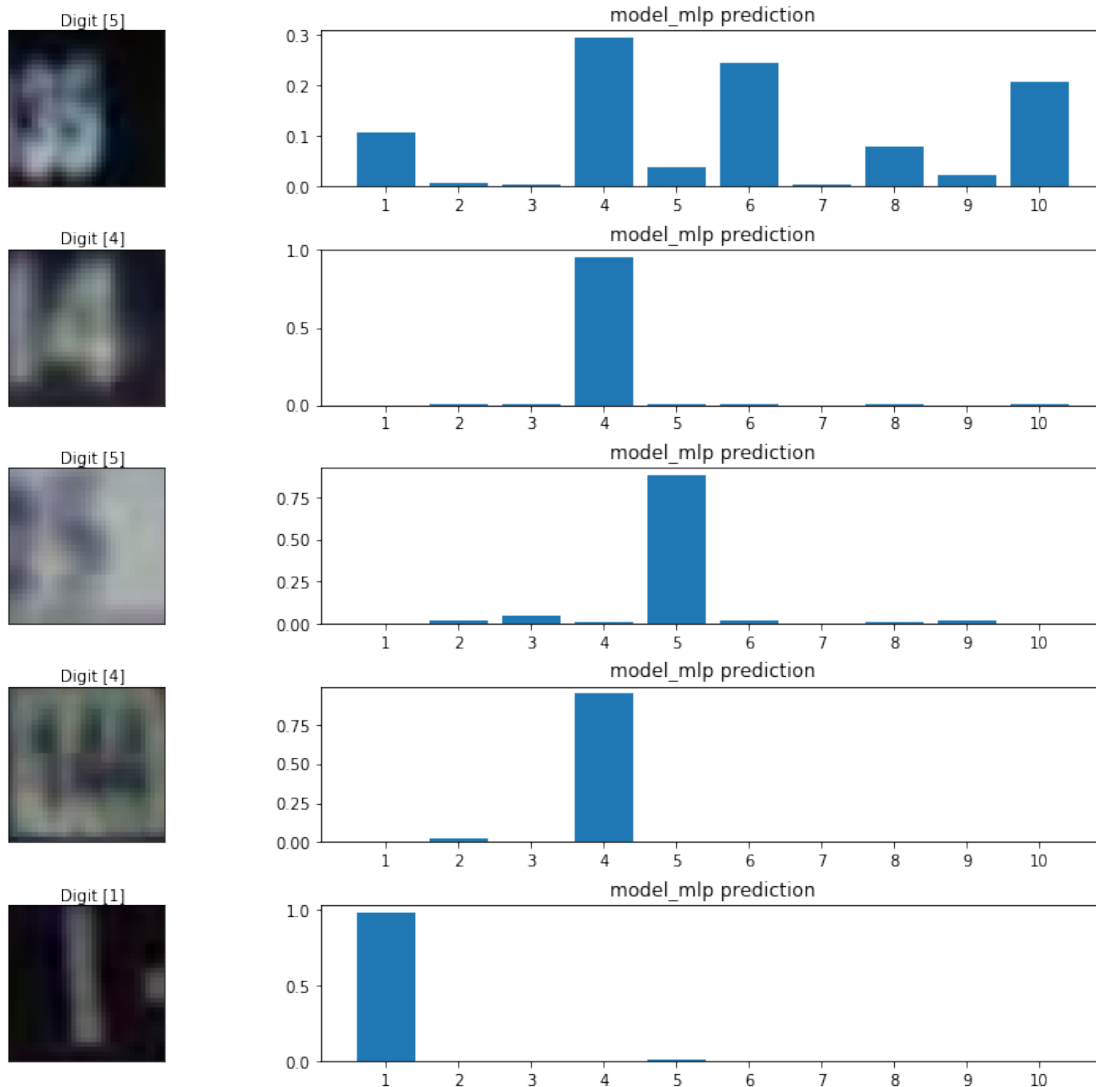 Digit [5]
model_mlp prediction
0.3
0.2
0.1
0.0
1 2 3 4 5 6 7 8 9 10
Digit [4]
model_mlp prediction
1.0
0.5
0.0
1 2 3 4 5 6 7 8 9 10
Digit [5]
model_mlp prediction
0.75
0.50
0.25
0.00
1 2 3 4 5 6 7 8 9 10
Digit [4]
model_mlp prediction
0.75
0.50
0.25
0.00
1 2 3 4 5 6 7 8 9 10
Digit [1]
model_mlp prediction
1.0
0.5
0.0
1 2 3 4 5 6 7 8 9 10